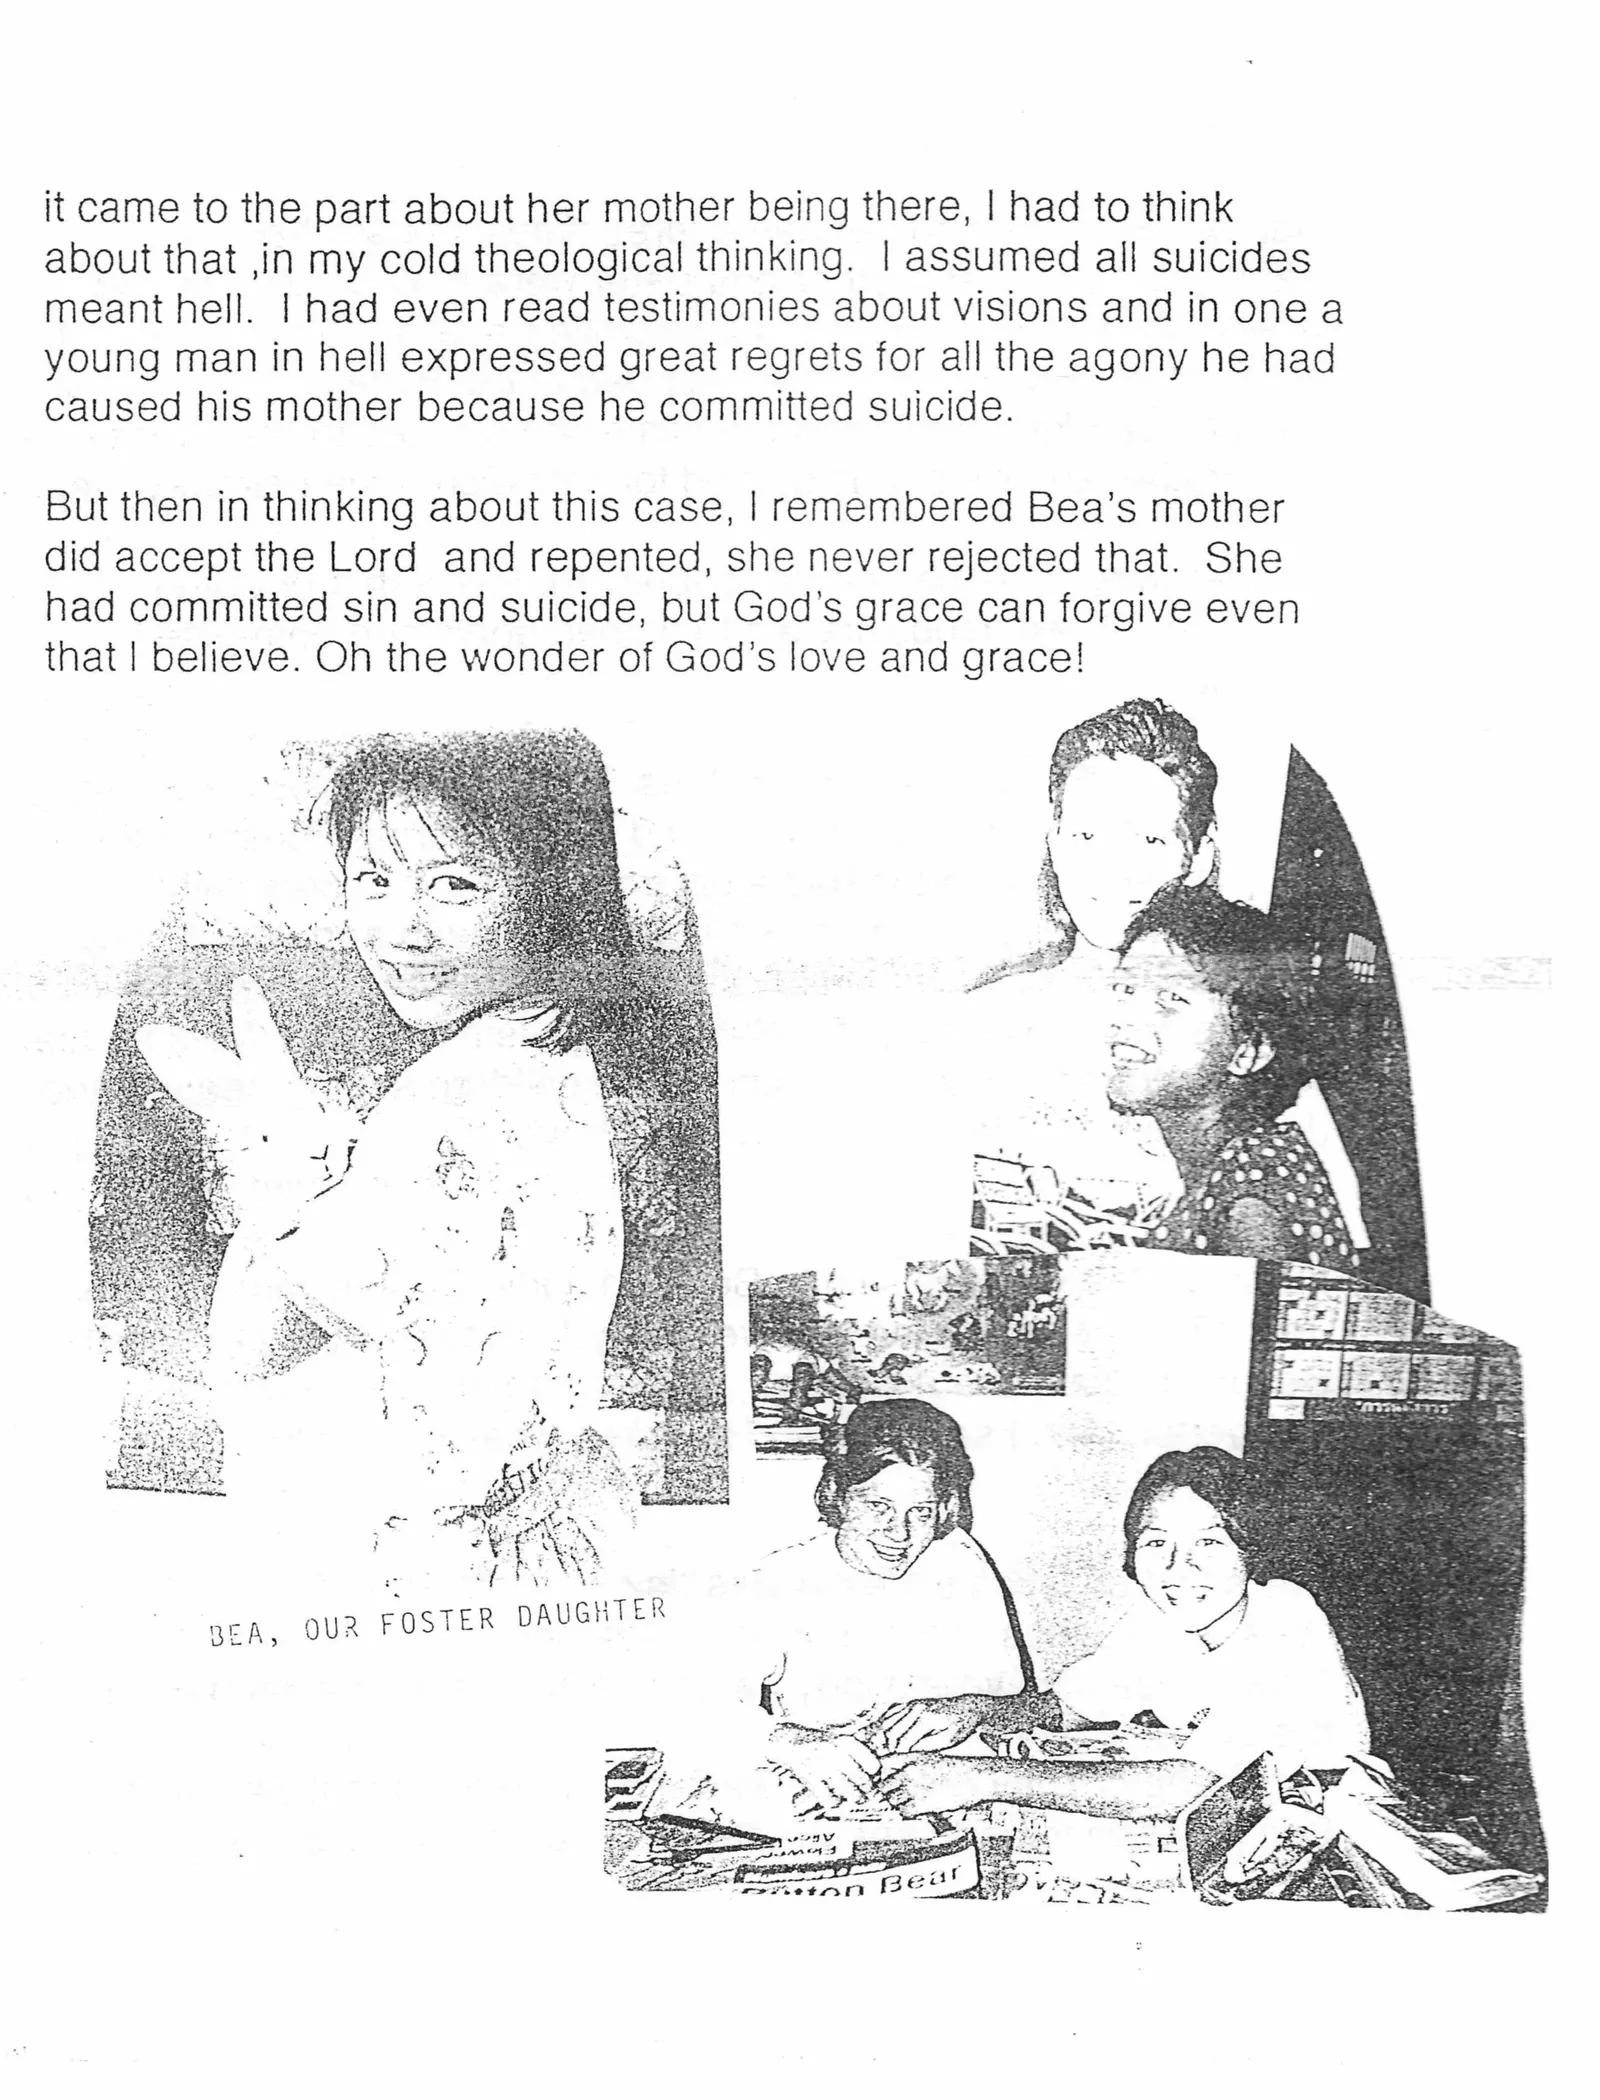 it came to the part about her mother being there, I had to think
about that ,in my cold theological thinking.  I assumed all suicides
meant hell.  I had even read testimonies about visions and in one a
young man in hell expressed great regrets for all the agony he had
caused his mother because he committed suicide.
But then in thinking about this case, I remembered Bea's mother
did accept the Lord  and repented, she never rejected that.  She
had committed sin and suicide, but God's grace can forgive even
that I believe. Oh the wonder of God's love and grace!
BEA, OUR FOSTER DAUGHTER
Button Bear